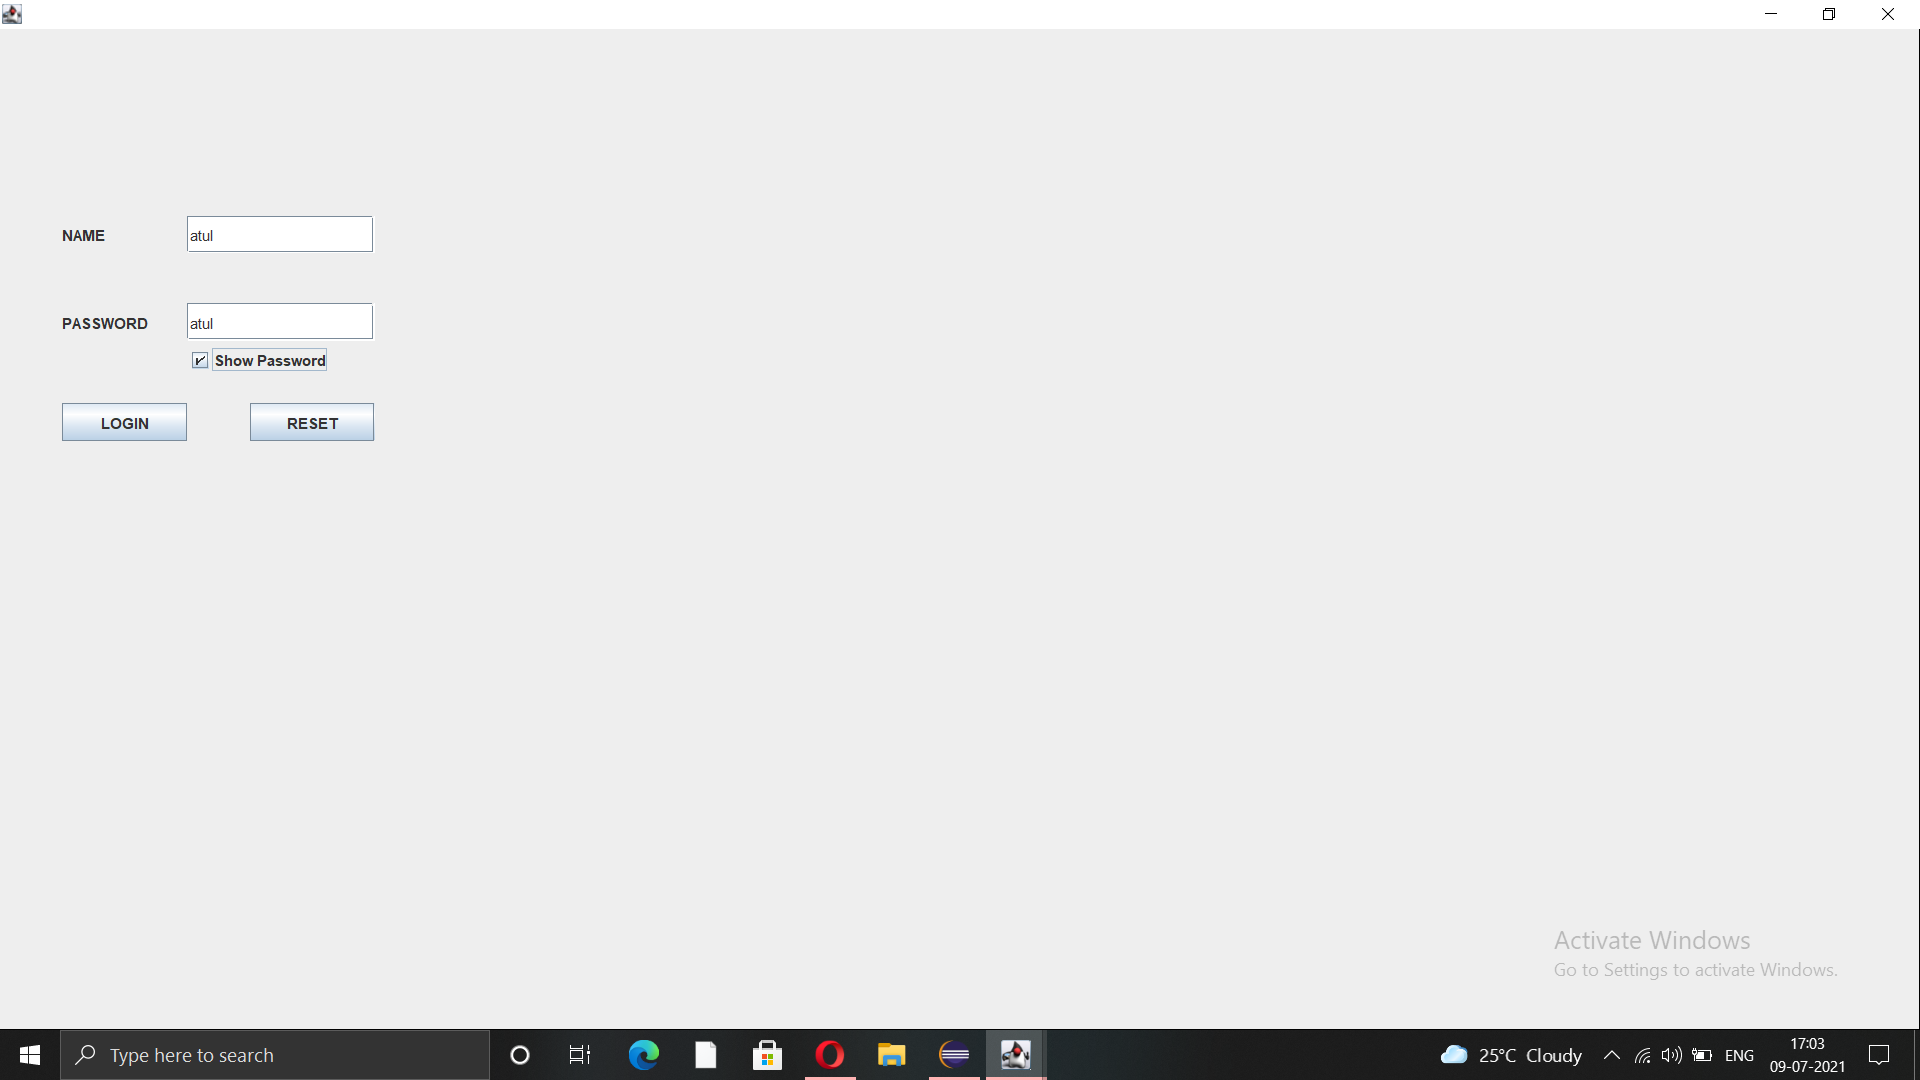 NAME
atul
PASSWORD
atul
Show Password
LOGIN
RESET
Activate Windows
Go to Settings to activate Windows.
Type here to search
25°C Cloudy
ENG
17:03
09-07-2021